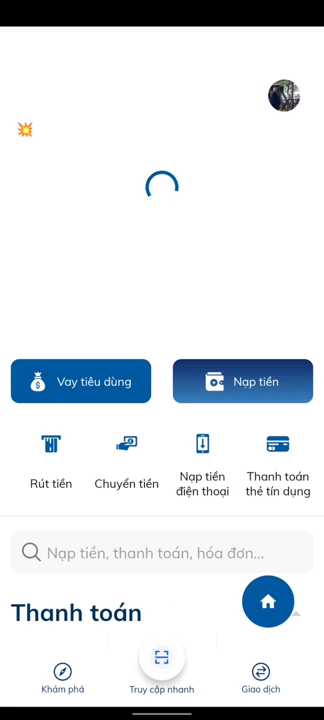 Vay tiêu dùng
Nạp tiền
Rút tiền
Chuyển tiền
Nạp tiền
điện thoại
Thanh toán
thẻ tín dụng
Nạp tiền, thanh toán, hóa đơn...
Thanh toán
Khám phá
Truy cập nhanh
Giao dịch